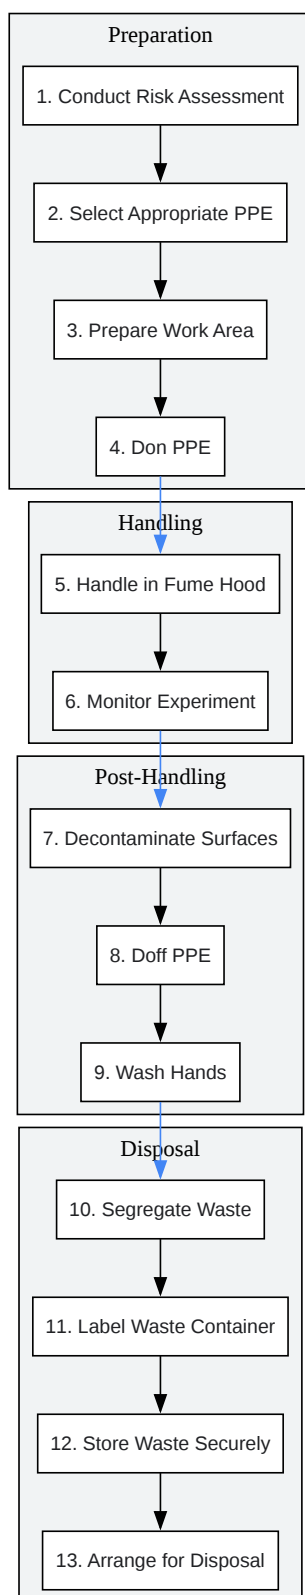 Preparation
1. Conduct Risk Assessment
2. Select Appropriate PPE
3. Prepare Work Area
4. Don PPE
Handling
5. Handle in Fume Hood
6. Monitor Experiment
Post-Handling
7. Decontaminate Surfaces
8. Doff PPE
9. Wash Hands
Disposal
10. Segregate Waste
11. Label Waste Container
12. Store Waste Securely
13. Arrange for Disposal